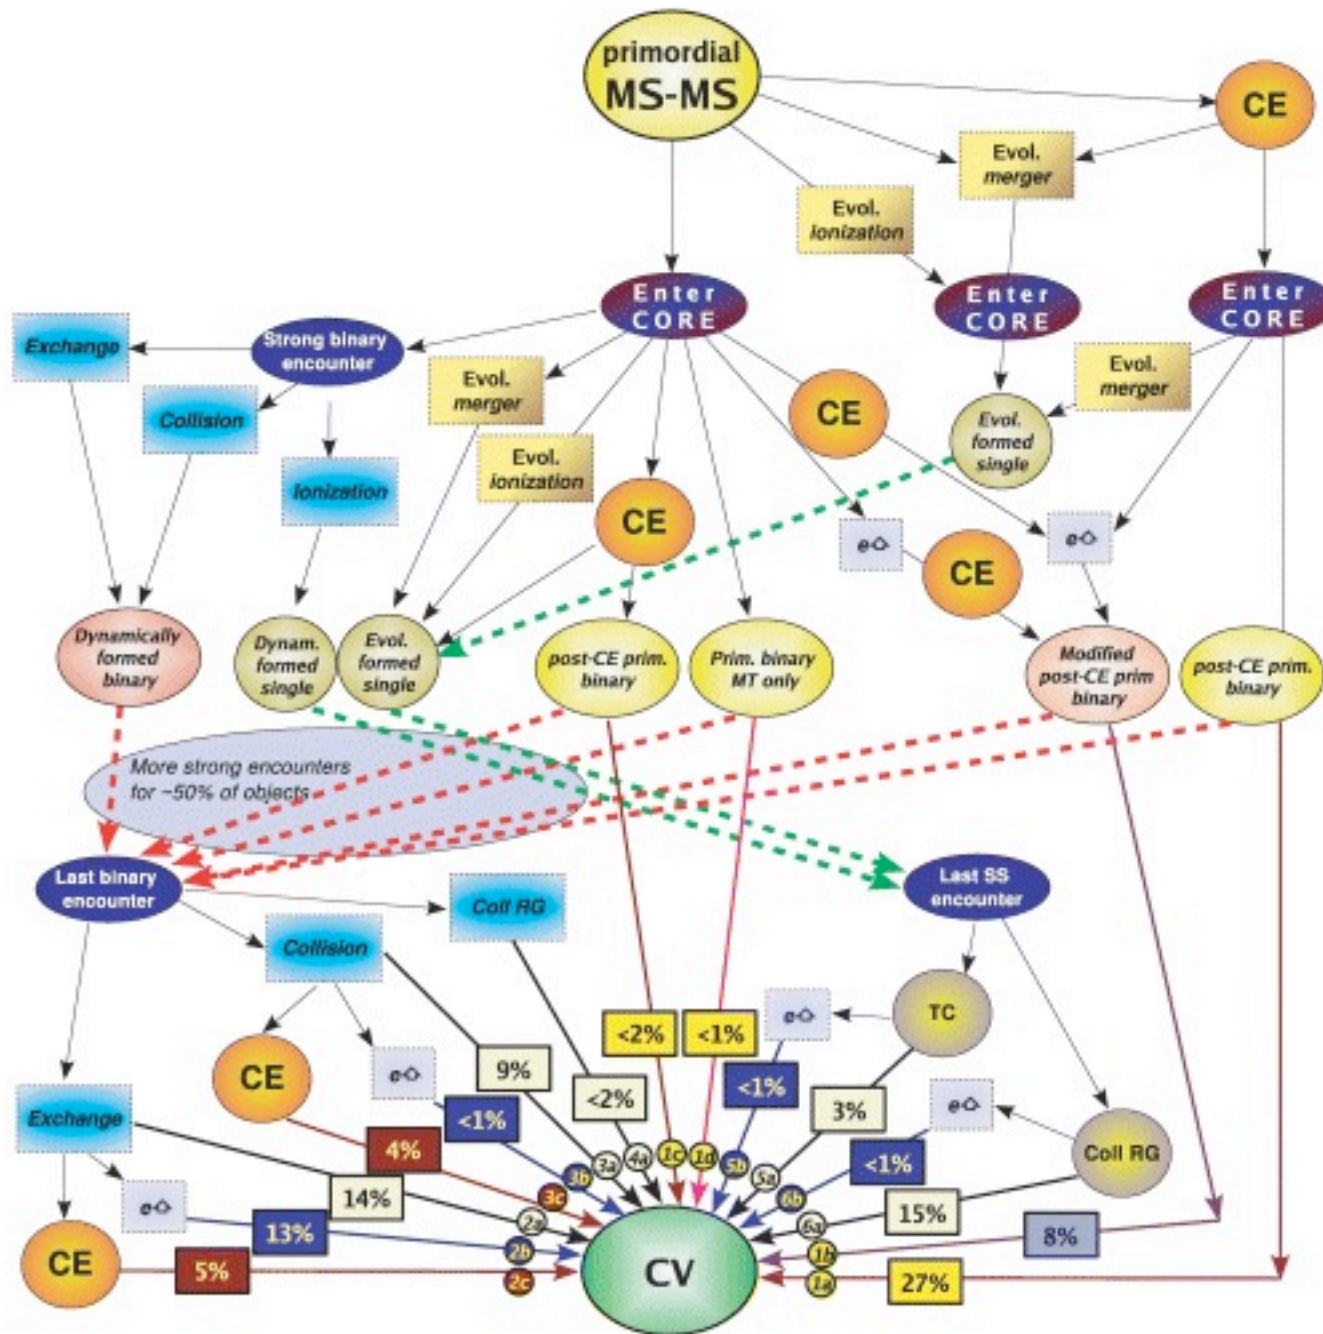 primordial
MS-MS
CE
Evol.
merger
Evol.
ionization
Enter
CORE
Enter
CORE
Enter
CORE
Exchange
Strong binary
encounter
Evol.
merger
Evol.
merger
CE
Collision
Evol.
formed
single
Evol.
ionization
Ionization
CE
e-
e-
CE
Dynamically
formed
binary
Dynam.
formed
single
Evol.
formed
single
post-CE prim.
binary
Prim. binary
MT only
Modified
post-CE prim
binary
post-CE prim.
binary
More strong encounters
for ~50% of objects
Last binary
encounter
Last SS
encounter
Coll RG
Collision
TC
e-
<2%
<1%
CE
e-
9%
<2%
<1%
3%
e-
Exchange
<1%
4%
<1%
Coll RG
3c
3b
3a
4a
1c
1d
5b
5a
6b
14%
15%
e-
13%
2a
2b
6a
1b
8%
CE
5%
2c
CV
1a
27%